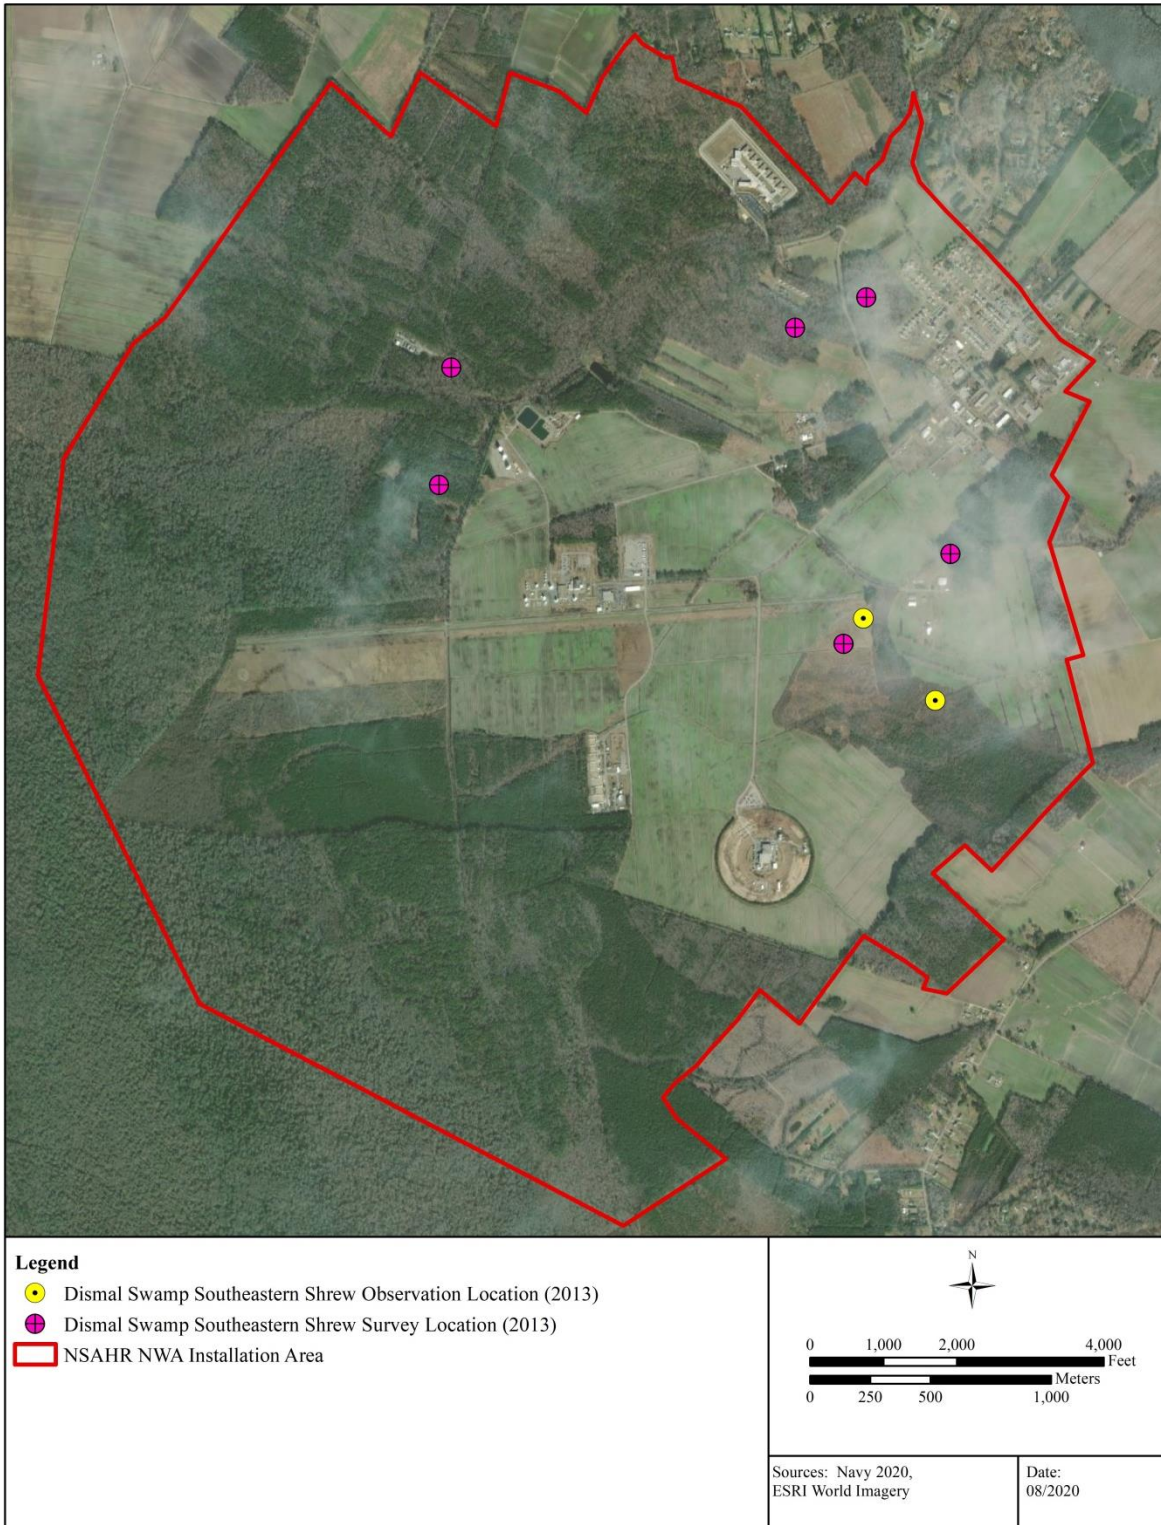 Legend
Dismal Swamp Southeastern Shrew Observation Location (2013)
Dismal Swamp Southeastern Shrew Survey Location (2013)
NSAHR NWA Installation Area
N
0 1,000 2,000 4,000
Feet
Meters
0 250 500 1,000
Sources: Navy 2020,
ESRI World Imagery
Date:
08/2020